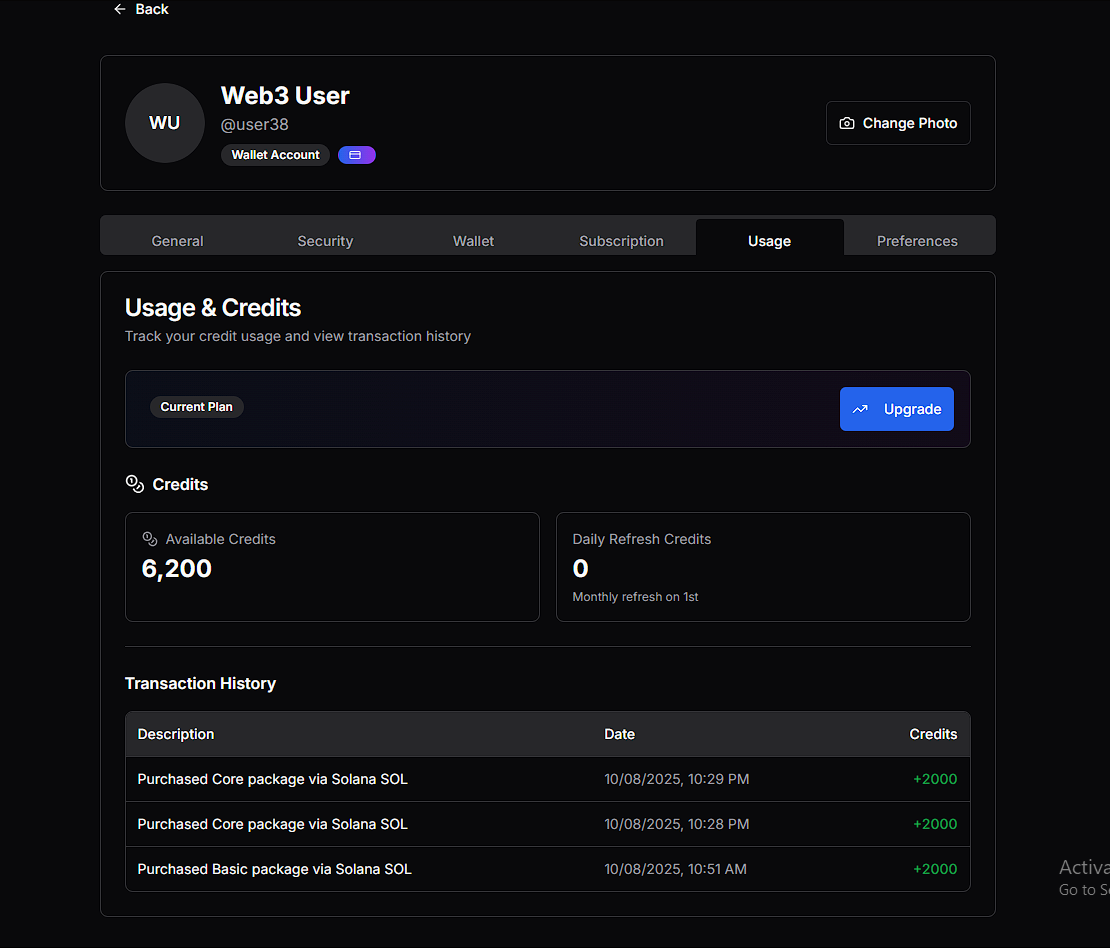 Back
WU
Web3 User
@user38
Wallet Account
Change Photo
General Security Wallet Subscription Usage Preferences
Usage & Credits
Track your credit usage and view transaction history
Current Plan
Upgrade
Credits
Available Credits
6,200
Daily Refresh Credits
0
Monthly refresh on 1st
Transaction History
Description Date Credits
Purchased Core package via Solana SOL 10/08/2025, 10:29 PM +2000
Purchased Core package via Solana SOL 10/08/2025, 10:28 PM +2000
Purchased Basic package via Solana SOL 10/08/2025, 10:51 AM +2000
Activa
Go to S